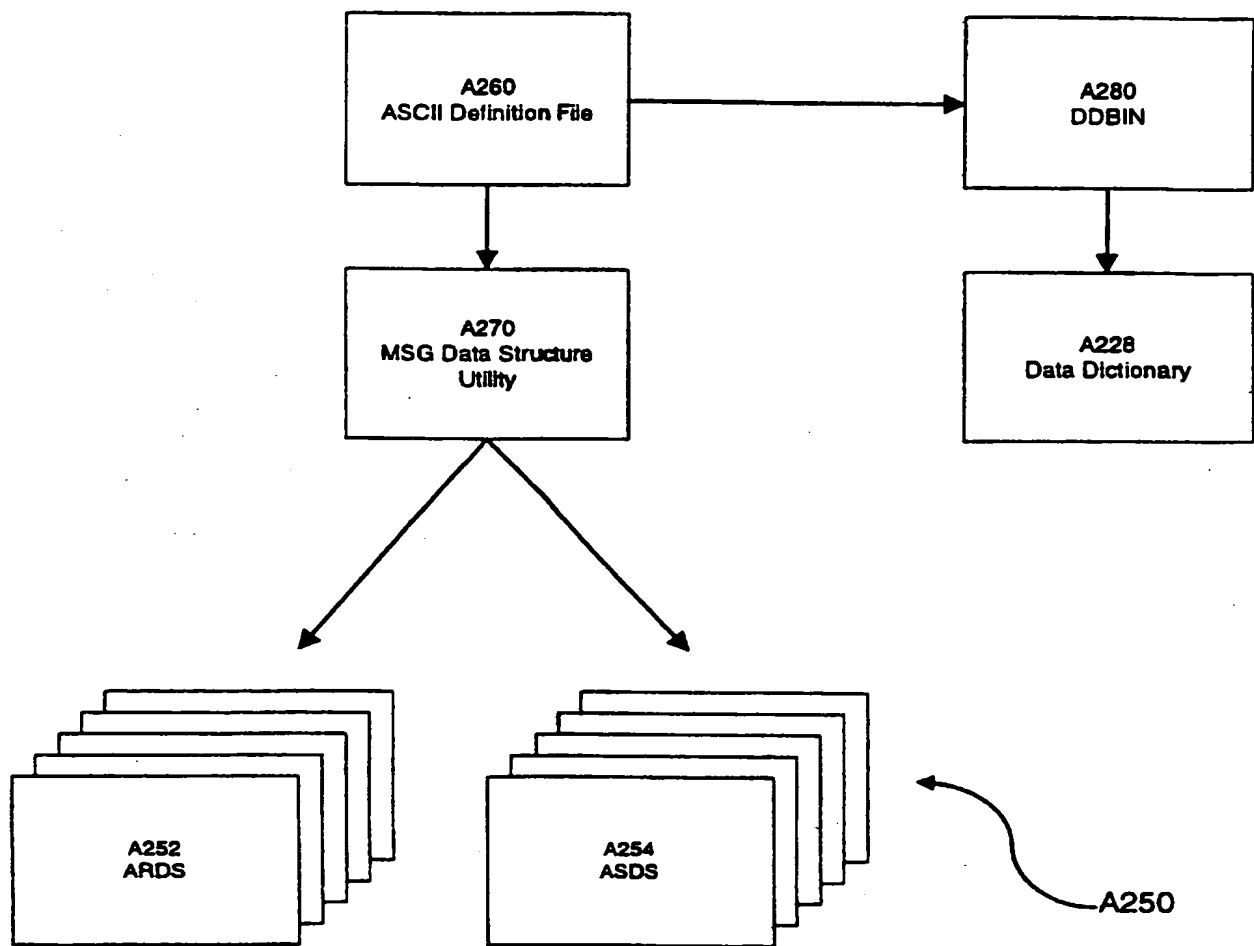 A260
ASCII Definition File
A280
DDBIN
A270
MSG Data Structure
Utility
A228
Data Dictionary
A252
ARDS
A254
ASDS
A250